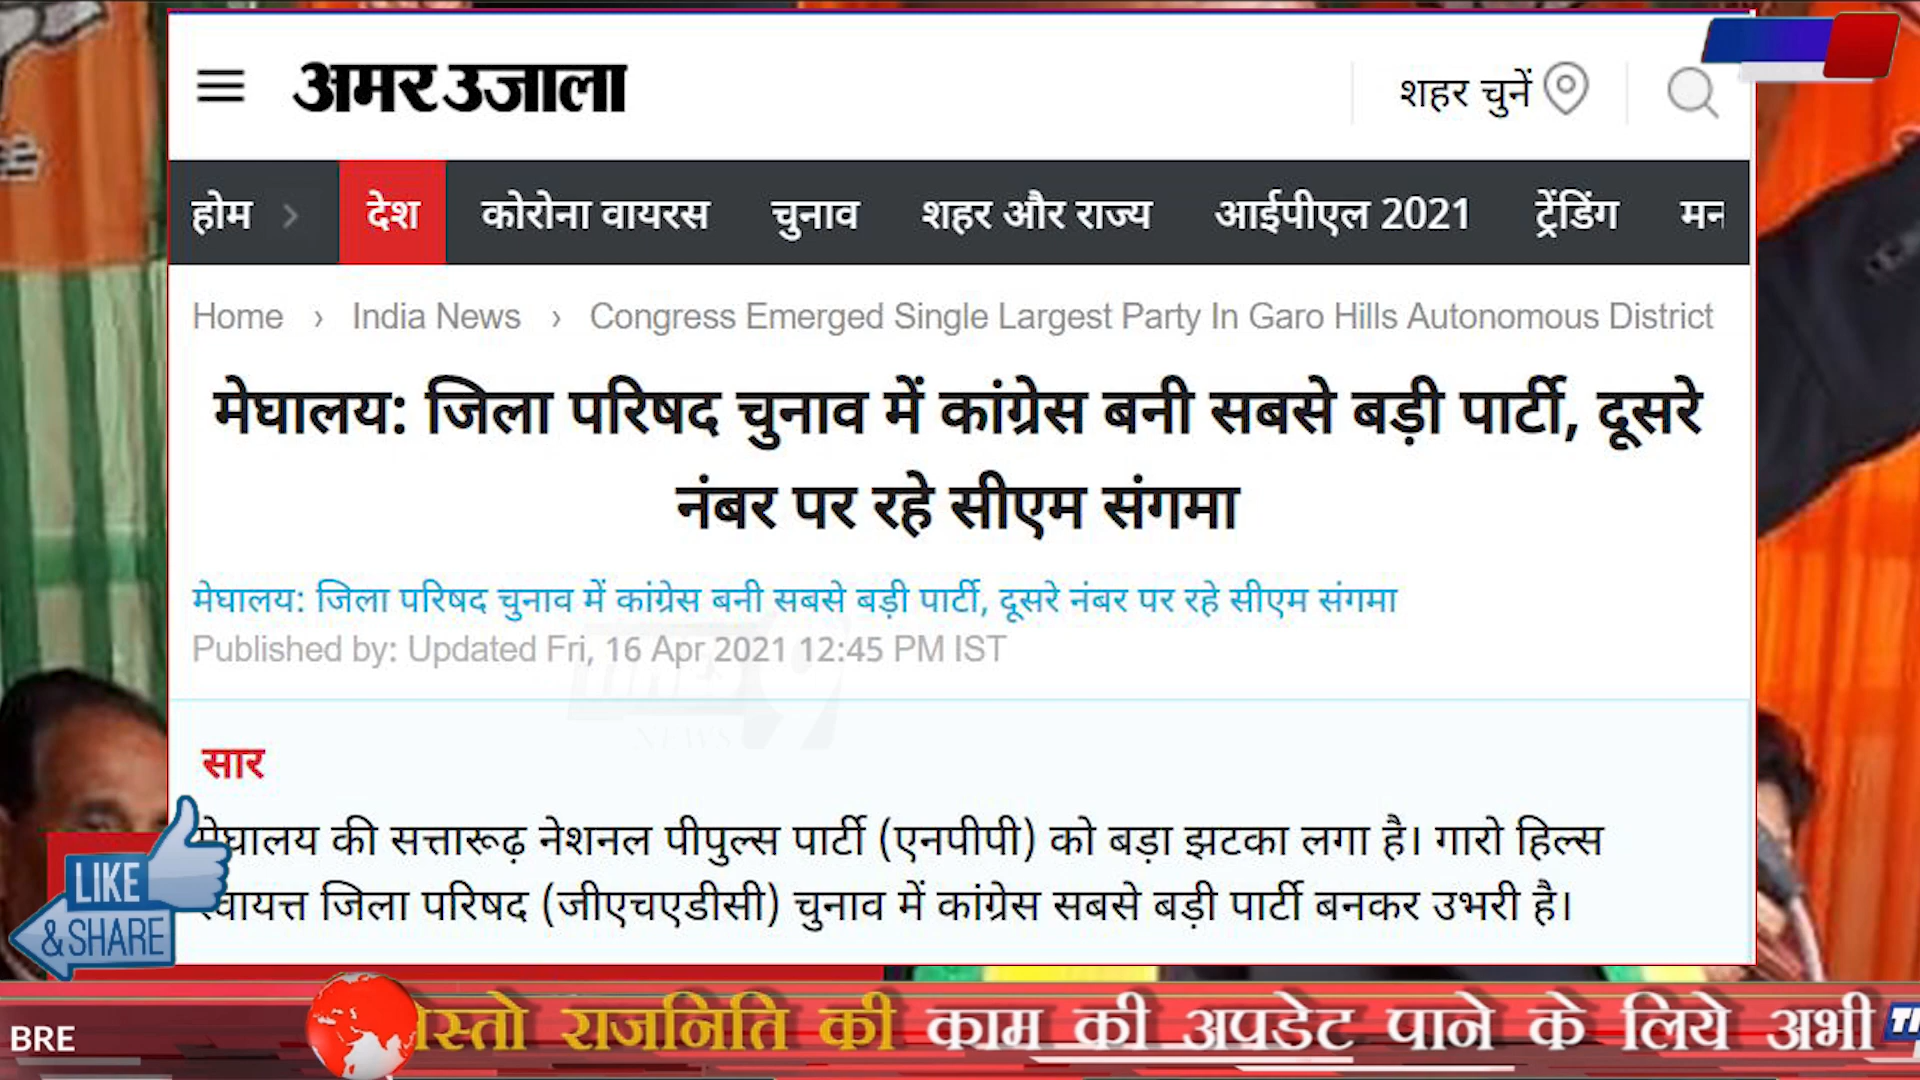 अमर उजाला
शहर चुनें
होम › देश कोरोना वायरस चुनाव शहर और राज्य आईपीएल 2021 ट्रेंडिंग मन
Home › India News › Congress Emerged Single Largest Party In Garo Hills Autonomous District
मेघालय: जिला परिषद चुनाव में कांग्रेस बनी सबसे बड़ी पार्टी, दूसरे
नंबर पर रहे सीएम संगमा
मेघालय: जिला परिषद चुनाव में कांग्रेस बनी सबसे बड़ी पार्टी, दूसरे नंबर पर रहे सीएम संगमा
Published by: Updated Fri, 16 Apr 2021 12:45 PM IST
NEWS
सार
मेघालय की सत्तारूढ़ नेशनल पीपुल्स पार्टी (एनपीपी) को बड़ा झटका लगा है। गारो हिल्स
स्वायत्त जिला परिषद (जीएचएडीसी) चुनाव में कांग्रेस सबसे बड़ी पार्टी बनकर उभरी है।
LIKE
& SHARE
BRE
स्तो राजनिति की काम की अपडेट पाने के लिये अभी